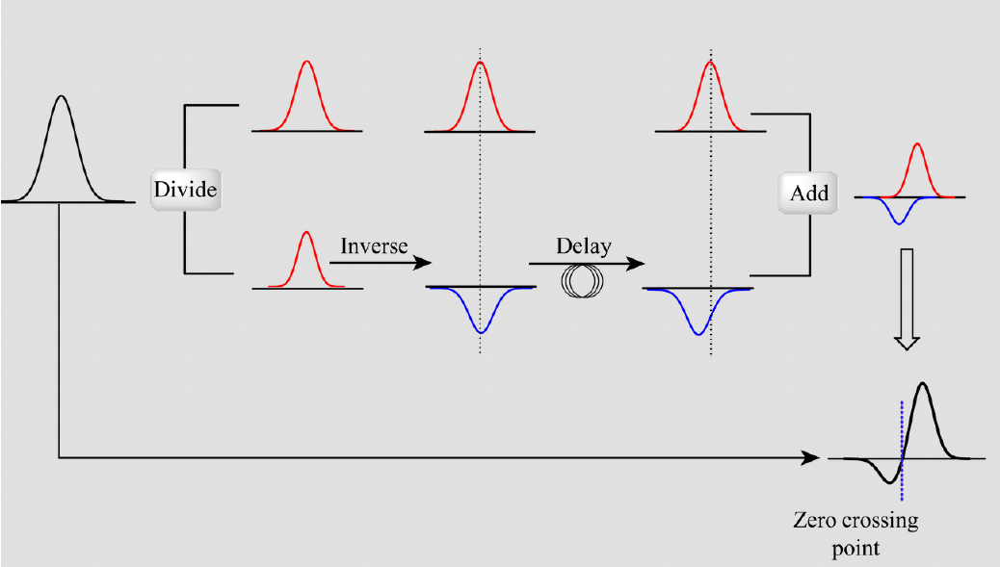 Divide
Inverse
Delay
Add
Zero crossing
point